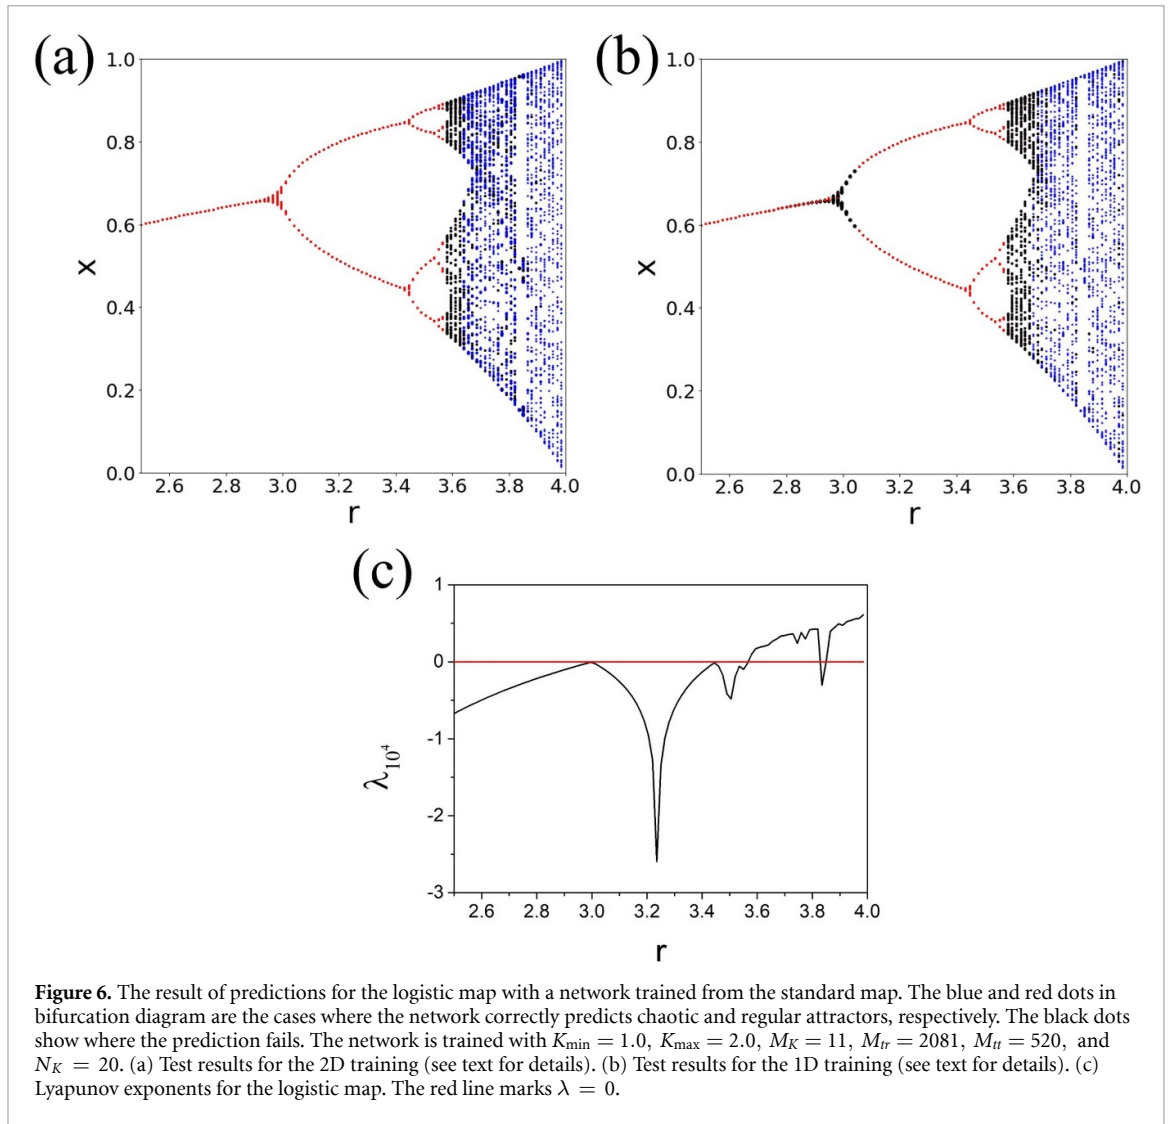 (a)
(b)
1.0
0.8
0.6
0.4
0.2
0.0
x
2.6 2.8 3.0 3.2 3.4 3.6 3.8 4.0
r
1.0
0.8
0.6
0.4
0.2
0.0
x
2.6 2.8 3.0 3.2 3.4 3.6 3.8 4.0
r
(c)
1
0
-1
-2
-3
λ₁₀⁴
2.6 2.8 3.0 3.2 3.4 3.6 3.8 4.0
r
Figure 6. The result of predictions for the logistic map with a network trained from the standard map. The blue and red dots in
bifurcation diagram are the cases where the network correctly predicts chaotic and regular attractors, respectively. The black dots
show where the prediction fails. The network is trained with Kmin = 1.0, Kmax = 2.0, MK = 11, Mtr = 2081, Mtt = 520, and
NK = 20. (a) Test results for the 2D training (see text for details). (b) Test results for the 1D training (see text for details). (c)
Lyapunov exponents for the logistic map. The red line marks λ = 0.